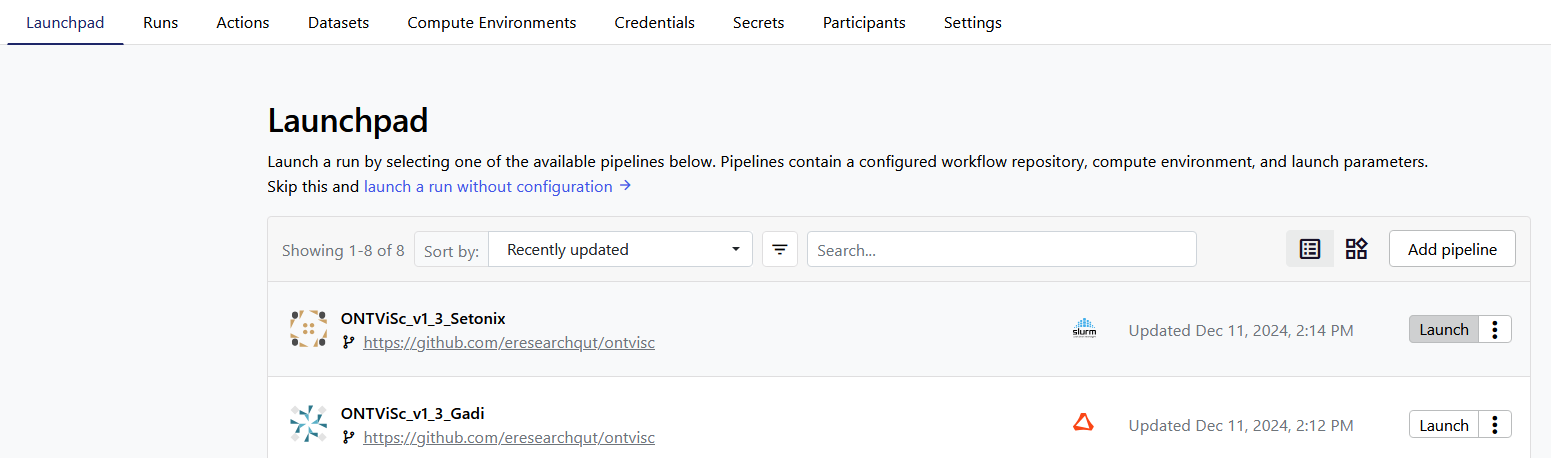 Launchpad Runs Actions Datasets Compute Environments Credentials Secrets Participants Settings
Launchpad
Launch a run by selecting one of the available pipelines below. Pipelines contain a configured workflow repository, compute environment, and launch parameters.
Skip this and launch a run without configuration →
Showing 1-8 of 8 Sort by: Recently updated Search... Add pipeline
ONTViSc_v1_3_Setonix
https://github.com/eresearchqut/ontvisc slurm Updated Dec 11, 2024, 2:14 PM Launch
ONTViSc_v1_3_Gadi
https://github.com/eresearchqut/ontvisc Updated Dec 11, 2024, 2:12 PM Launch